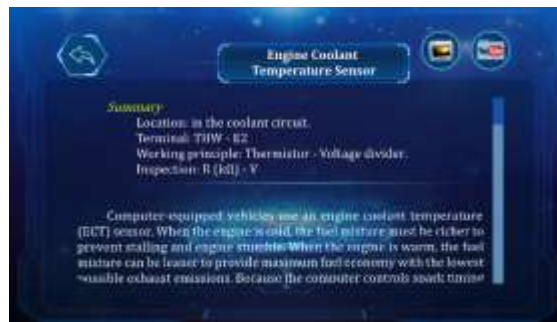 Engine Coolant
Temperature Sensor
You Tube
Summary
Location: in the coolant circuit.
Terminal: THW - E2
Working principle: Thermistor - Voltage divider.
Inspection: R (kΩ) - V
Computer-equipped vehicles use an engine coolant temperature
(ECT) sensor. When the engine is cold, the fuel mixture must be richer to
prevent stalling and engine stumble. When the engine is warm, the fuel
mixture can be leaner to provide maximum fuel economy with the lowest
possible exhaust emissions. Because the computer controls spark timing